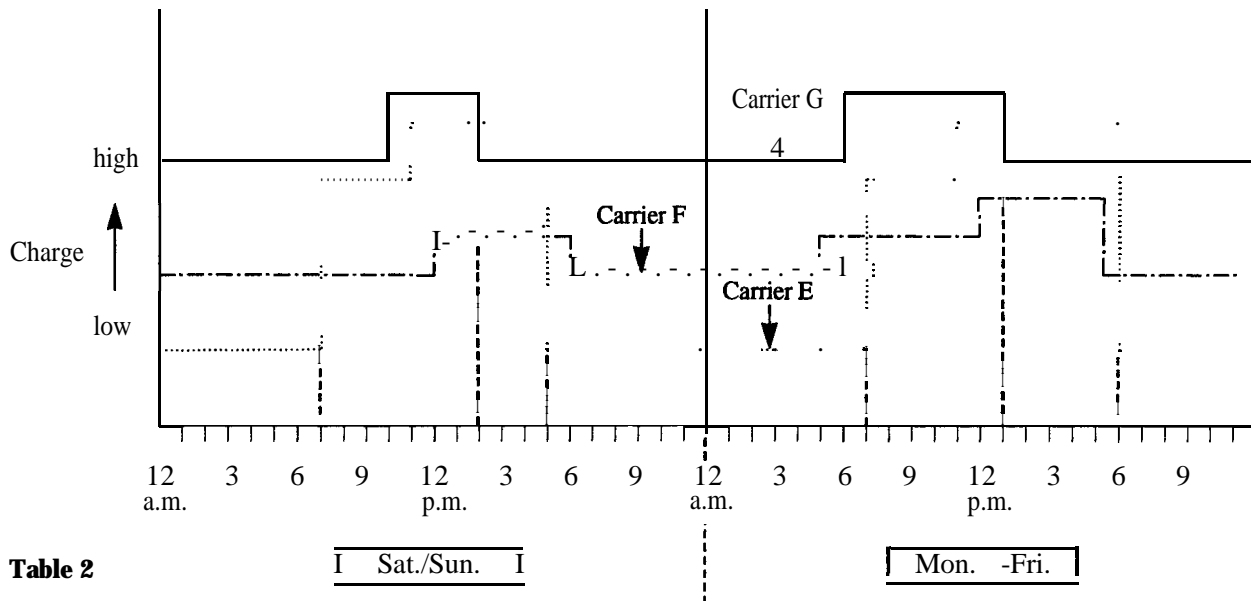 Carrier G
4
high
Carrier F
Charge
Carrier E
low
12 3 6 9 12 3 6 9 12 3 6 9 12 3 6 9
a.m. p.m. a.m. p.m.
Table 2 I Sat./Sun. I Mon. -Fri.